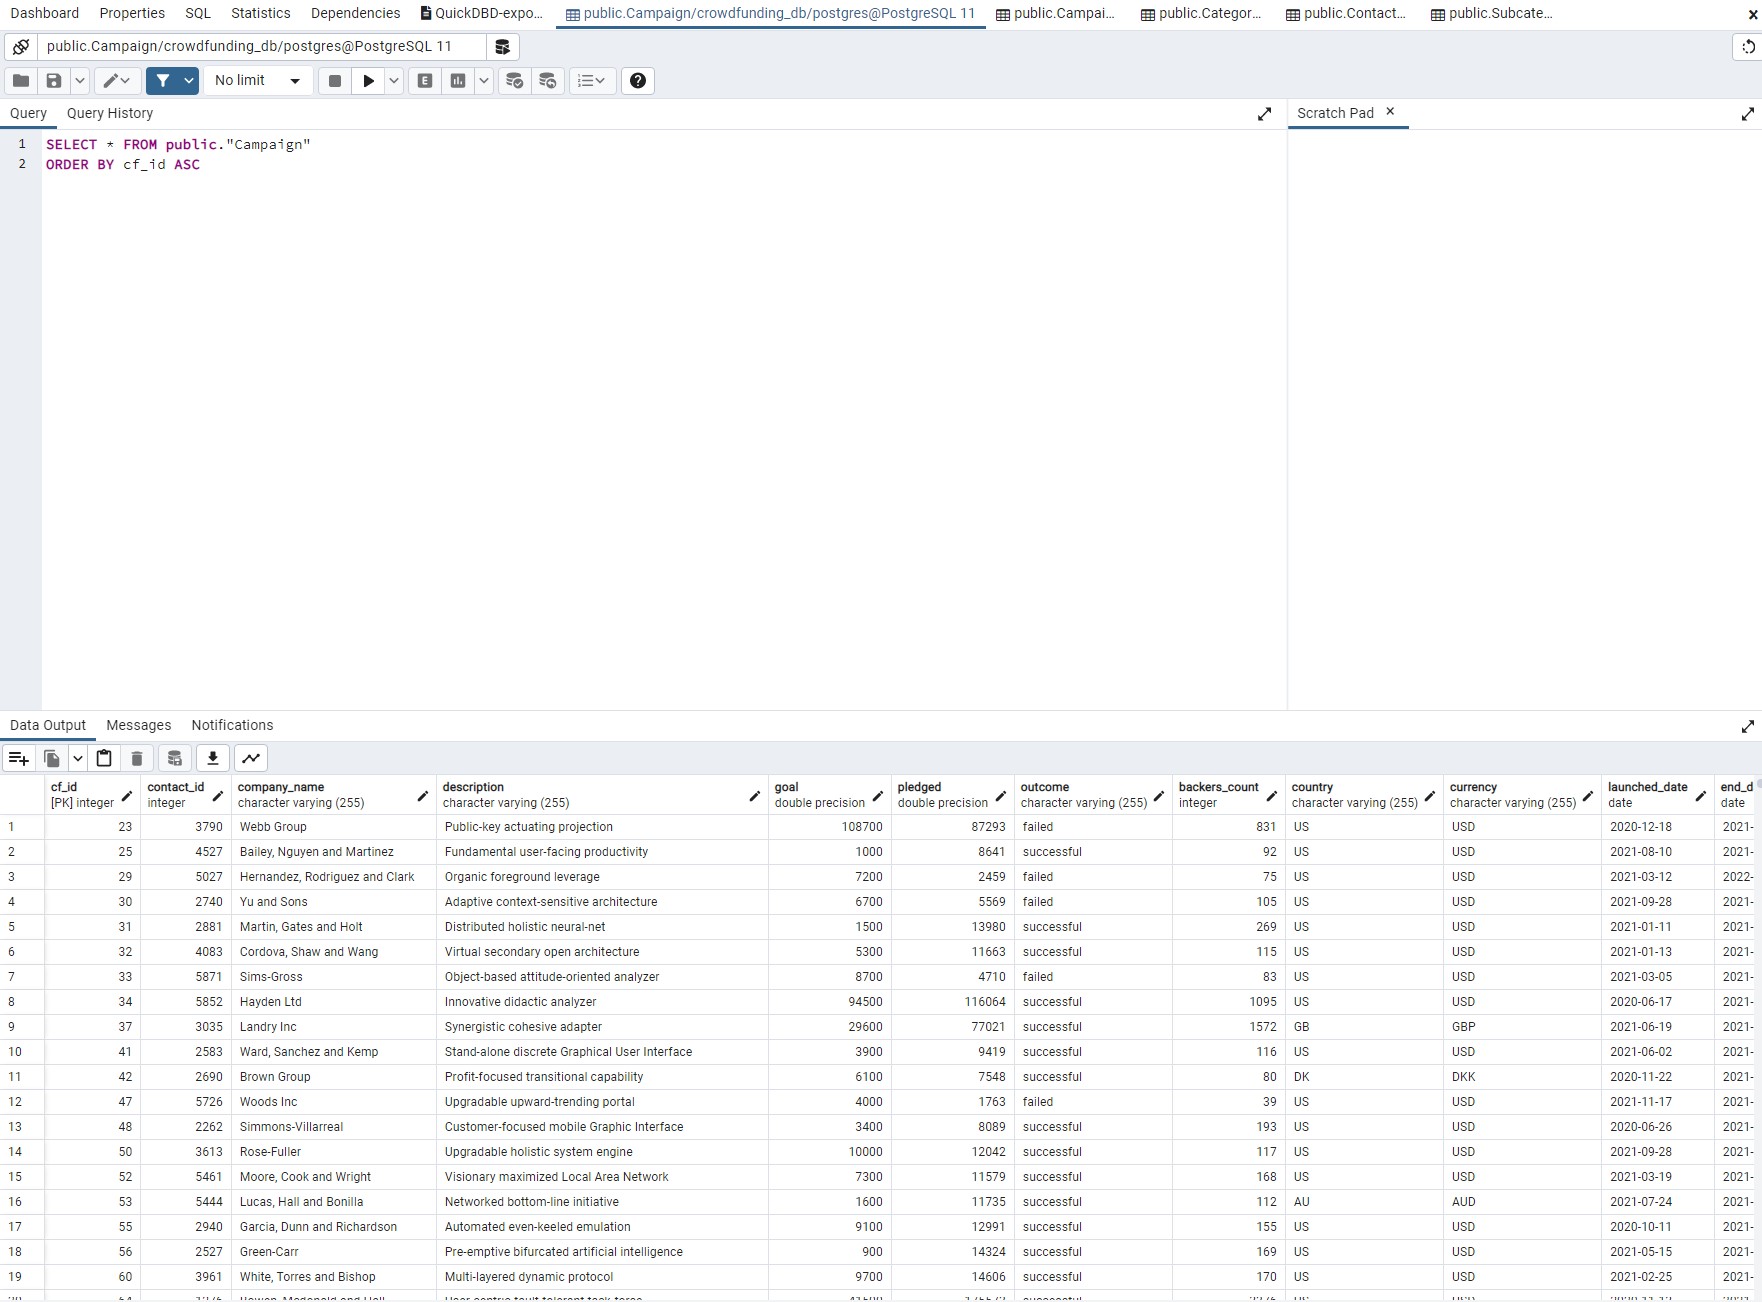 Dashboard Properties SQL Statistics Dependencies QuickDBD-expo... public.Campaign/crowdfunding_db/postgres@PostgreSQL 11 public.Campai... public.Categor... public.Contact... public.Subcate...
public.Campaign/crowdfunding_db/postgres@PostgreSQL 11
No limit E
Query Query History Scratch Pad
1 SELECT * FROM public."Campaign"
2 ORDER BY cf_id ASC
Data Output Messages Notifications
cf_id contact_id company_name description goal pledged outcome backers_count country currency launched_date end_d
[PK] integer integer character varying (255) character varying (255) double precision double precision character varying (255) integer character varying (255) character varying (255) date date
1 23 3790 Webb Group Public-key actuating projection 108700 87293 failed 831 US USD 2020-12-18 2021-
2 25 4527 Bailey, Nguyen and Martinez Fundamental user-facing productivity 1000 8641 successful 92 US USD 2021-08-10 2021-
3 29 5027 Hernandez, Rodriguez and Clark Organic foreground leverage 7200 2459 failed 75 US USD 2021-03-12 2022-
4 30 2740 Yu and Sons Adaptive context-sensitive architecture 6700 5569 failed 105 US USD 2021-09-28 2021-
5 31 2881 Martin, Gates and Holt Distributed holistic neural-net 1500 13980 successful 269 US USD 2021-01-11 2021-
6 32 4083 Cordova, Shaw and Wang Virtual secondary open architecture 5300 11663 successful 115 US USD 2021-01-13 2021-
7 33 5871 Sims-Gross Object-based attitude-oriented analyzer 8700 4710 failed 83 US USD 2021-03-05 2021-
8 34 5852 Hayden Ltd Innovative didactic analyzer 94500 116064 successful 1095 US USD 2020-06-17 2021-
9 37 3035 Landry Inc Synergistic cohesive adapter 29600 77021 successful 1572 GB GBP 2021-06-19 2021-
10 41 2583 Ward, Sanchez and Kemp Stand-alone discrete Graphical User Interface 3900 9419 successful 116 US USD 2021-06-02 2021-
11 42 2690 Brown Group Profit-focused transitional capability 6100 7548 successful 80 DK DKK 2020-11-22 2021-
12 47 5726 Woods Inc Upgradable upward-trending portal 4000 1763 failed 39 US USD 2021-11-17 2021-
13 48 2262 Simmons-Villarreal Customer-focused mobile Graphic Interface 3400 8089 successful 193 US USD 2020-06-26 2021-
14 50 3613 Rose-Fuller Upgradable holistic system engine 10000 12042 successful 117 US USD 2021-09-28 2021-
15 52 5461 Moore, Cook and Wright Visionary maximized Local Area Network 7300 11579 successful 168 US USD 2021-03-19 2021-
16 53 5444 Lucas, Hall and Bonilla Networked bottom-line initiative 1600 11735 successful 112 AU AUD 2021-07-24 2021-
17 55 2940 Garcia, Dunn and Richardson Automated even-keeled emulation 9100 12991 successful 155 US USD 2020-10-11 2021-
18 56 2527 Green-Carr Pre-emptive bifurcated artificial intelligence 900 14324 successful 169 US USD 2021-05-15 2021-
19 60 3961 White, Torres and Bishop Multi-layered dynamic protocol 9700 14606 successful 170 US USD 2021-02-25 2021-